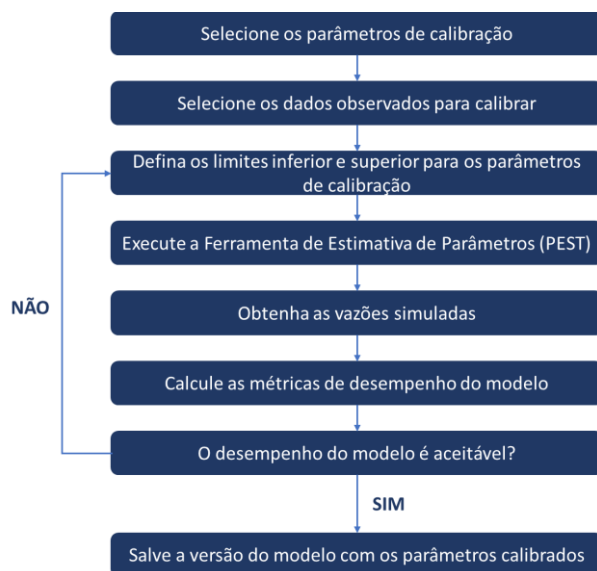 Selecione os parâmetros de calibração
Selecione os dados observados para calibrar
Defina os limites inferior e superior para os parâmetros
de calibração
Execute a Ferramenta de Estimativa de Parâmetros (PEST)
NÃO
Obtenha as vazões simuladas
Calcule as métricas de desempenho do modelo
O desempenho do modelo é aceitável?
SIM
Salve a versão do modelo com os parâmetros calibrados